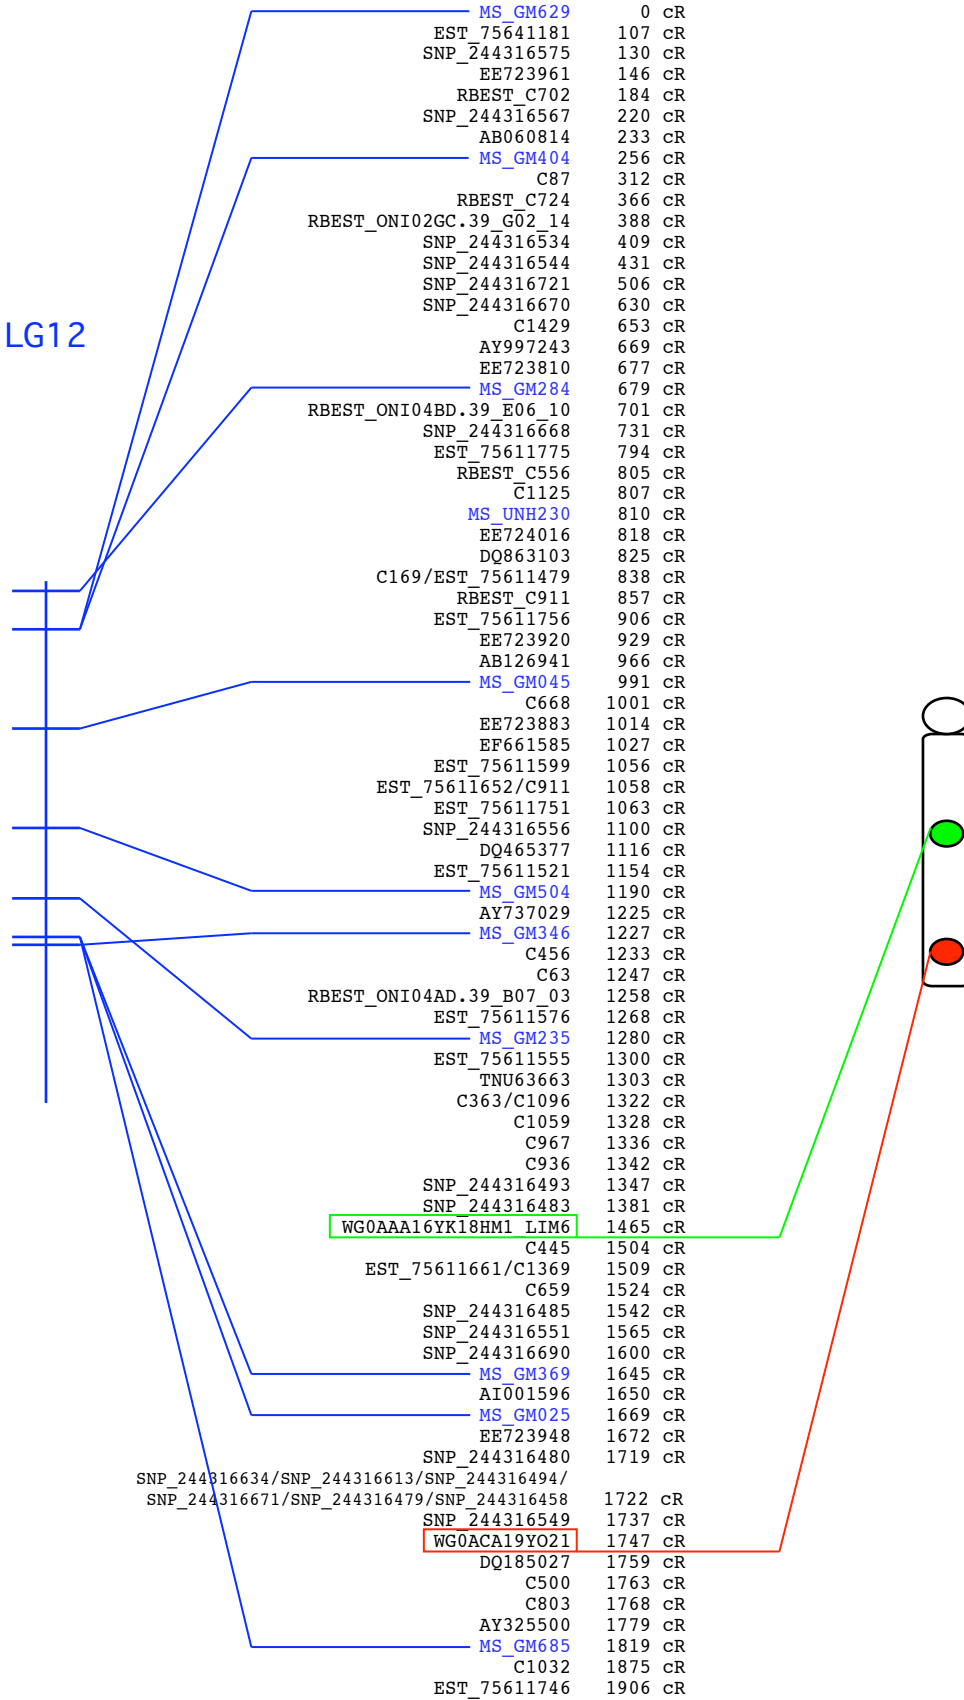 MS_GM629 0 cR
EST_75641181 107 cR
SNP_244316575 130 cR
EE723961 146 cR
RBEST_C702 184 cR
SNP_244316567 220 cR
AB060814 233 cR
MS_GM404 256 cR
C87 312 cR
RBEST_C724 366 cR
RBEST_ONI02GC.39_G02_14 388 cR
SNP_244316534 409 cR
SNP_244316544 431 cR
SNP_244316721 506 cR
SNP_244316670 630 cR
C1429 653 cR
LG12
AY997243 669 cR
EE723810 677 cR
MS_GM284 679 cR
RBEST_ONI04BD.39_E06_10 701 cR
SNP_244316668 731 cR
EST_75611775 794 cR
RBEST_C556 805 cR
C1125 807 cR
MS_UNH230 810 cR
EE724016 818 cR
DQ863103 825 cR
C169/EST_75611479 838 cR
RBEST_C911 857 cR
EST_75611756 906 cR
EE723920 929 cR
AB126941 966 cR
MS_GM045 991 cR
C668 1001 cR
EE723883 1014 cR
EF661585 1027 cR
EST_75611599 1056 cR
EST_75611652/C911 1058 cR
EST_75611751 1063 cR
SNP_244316556 1100 cR
DQ465377 1116 cR
EST_75611521 1154 cR
MS_GM504 1190 cR
AY737029 1225 cR
MS_GM346 1227 cR
C456 1233 cR
C63 1247 cR
RBEST_ONI04AD.39_B07_03 1258 cR
EST_75611576 1268 cR
MS_GM235 1280 cR
EST_75611555 1300 cR
TNU63663 1303 cR
C363/C1096 1322 cR
C1059 1328 cR
C967 1336 cR
C936 1342 cR
SNP_244316493 1347 cR
SNP_244316483 1381 cR
WG0AAA16YK18HM1_LIM6 1465 cR
C445 1504 cR
EST_75611661/C1369 1509 cR
C659 1524 cR
SNP_244316485 1542 cR
SNP_244316551 1565 cR
SNP_244316690 1600 cR
MS_GM369 1645 cR
AI001596 1650 cR
MS_GM025 1669 cR
EE723948 1672 cR
SNP_244316480 1719 cR
SNP_244316634/SNP_244316613/SNP_244316494/
SNP_244316671/SNP_244316479/SNP_244316458 1722 cR
SNP_244316549 1737 cR
WG0ACA19YO21 1747 cR
DQ185027 1759 cR
C500 1763 cR
C803 1768 cR
AY325500 1779 cR
MS_GM685 1819 cR
C1032 1875 cR
EST_75611746 1906 cR